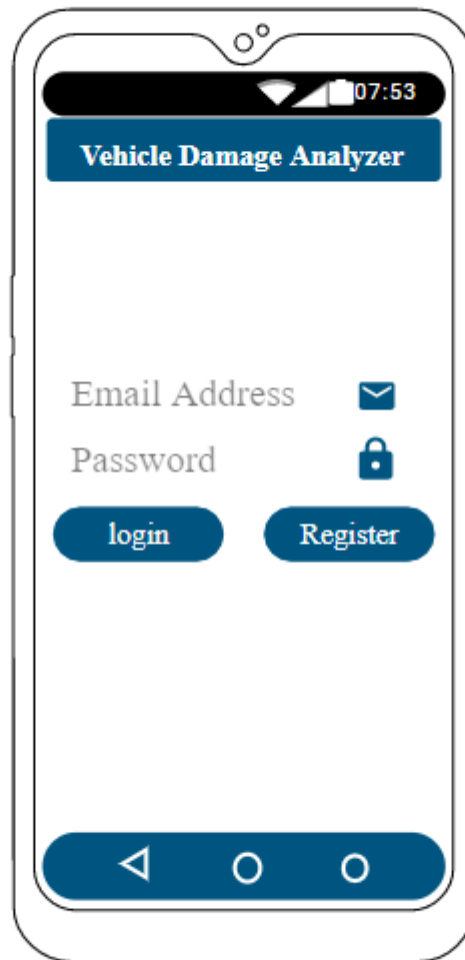 07:53
Vehicle Damage Analyzer
Email Address
Password
login
Register